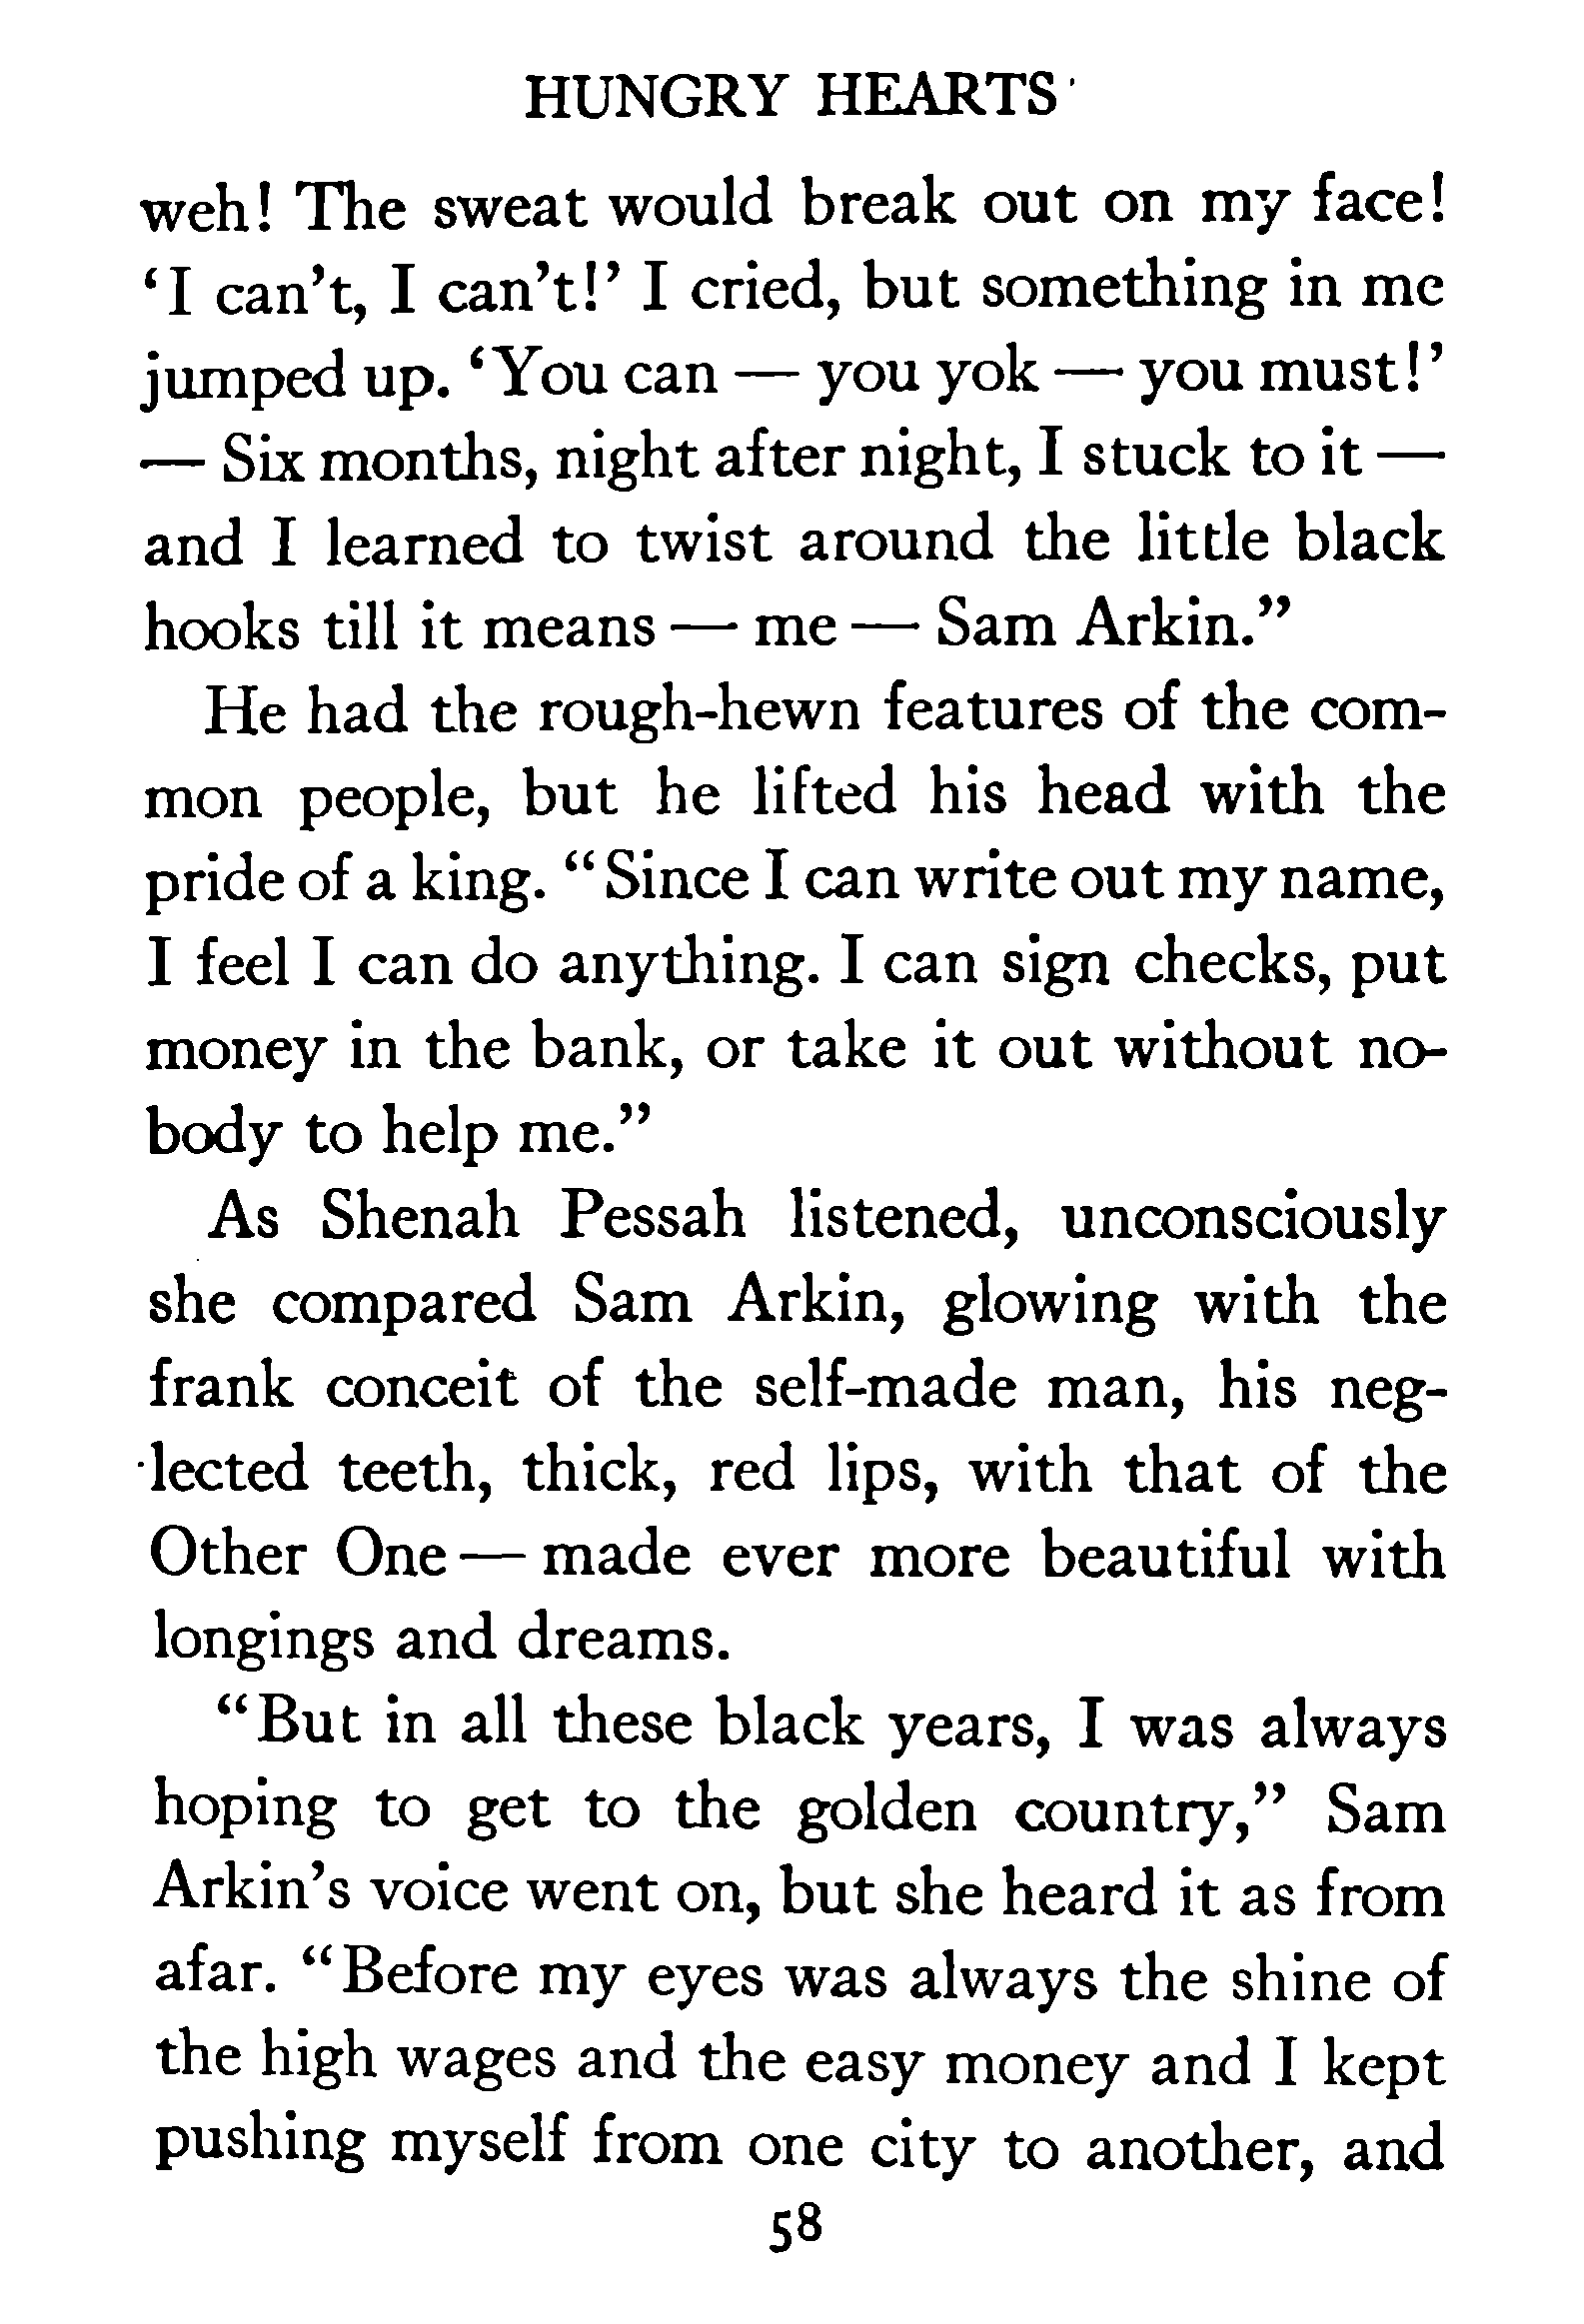 HUNGRY HEARTS
weh! The sweat would break out on my face!
‘I can’t, I can’t!’ I cried, but something in me
jumped up. ‘You can — you yok — you must!’
— Six months, night after night, I stuck to it —
and I learned to twist around the little black
hooks till it means — me — Sam Arkin.”
He had the rough-hewn features of the com-
mon people, but he lifted his head with the
pride of a king. “Since I can write out my name,
I feel I can do anything. I can sign checks, put
money in the bank, or take it out without no-
body to help me.”
As Shenah Pessah listened, unconsciously
she compared Sam Arkin, glowing with the
frank conceit of the self-made man, his neg-
lected teeth, thick, red lips, with that of the
Other One — made ever more beautiful with
longings and dreams.
“But in all these black years, I was always
hoping to get to the golden country,” Sam
Arkin’s voice went on, but she heard it as from
afar. “Before my eyes was always the shine of
the high wages and the easy money and I kept
pushing myself from one city to another, and
58